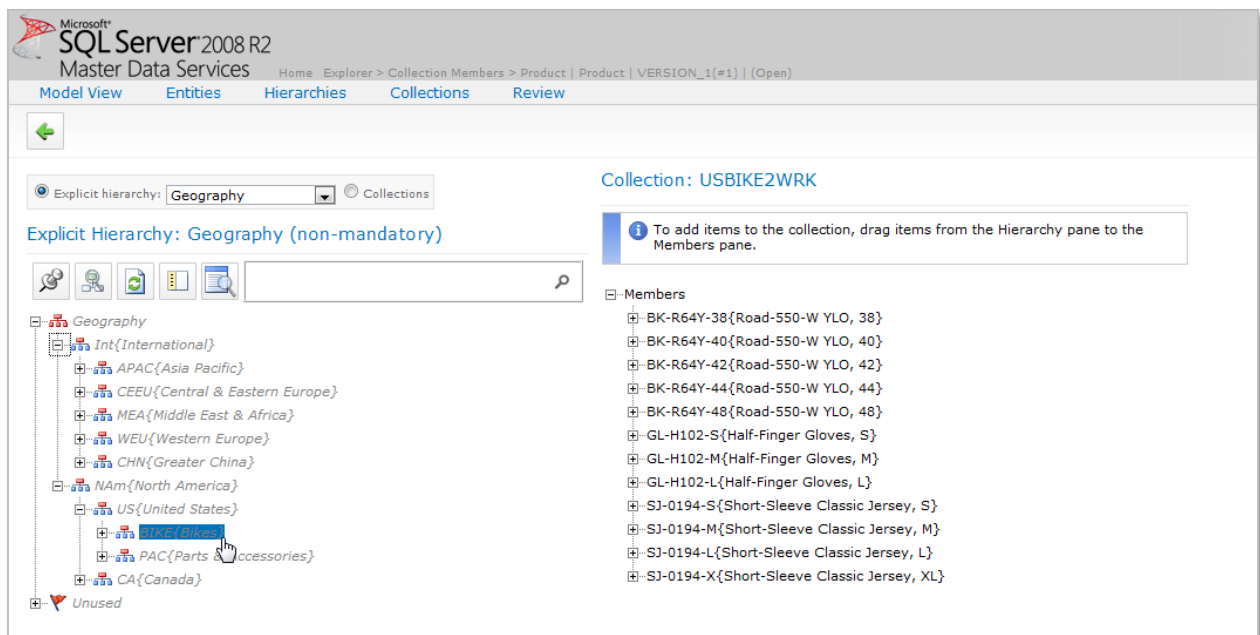 Microsoft®
SQL Server® 2008 R2
Master Data Services
Home Explorer > Collection Members > Product | Product | VERSION_1(#1) | (Open)
Model View Entities Hierarchies Collections Review
Explicit hierarchy: Geography Collections
Explicit Hierarchy: Geography (non-mandatory)
Geography
Int{International}
APAC{Asia Pacific}
CEEU{Central & Eastern Europe}
MEA{Middle East & Africa}
WEU{Western Europe}
CHN{Greater China}
NAm{North America}
US{United States}
BIKE{Bikes}
PAC{Parts & Accessories}
CA{Canada}
Unused
Collection: USBIKE2WRK
To add items to the collection, drag items from the Hierarchy pane to the
Members pane.
Members
BK-R64Y-38{Road-550-W YLO, 38}
BK-R64Y-40{Road-550-W YLO, 40}
BK-R64Y-42{Road-550-W YLO, 42}
BK-R64Y-44{Road-550-W YLO, 44}
BK-R64Y-48{Road-550-W YLO, 48}
GL-H102-S{Half-Finger Gloves, S}
GL-H102-M{Half-Finger Gloves, M}
GL-H102-L{Half-Finger Gloves, L}
SJ-0194-S{Short-Sleeve Classic Jersey, S}
SJ-0194-M{Short-Sleeve Classic Jersey, M}
SJ-0194-L{Short-Sleeve Classic Jersey, L}
SJ-0194-X{Short-Sleeve Classic Jersey, XL}